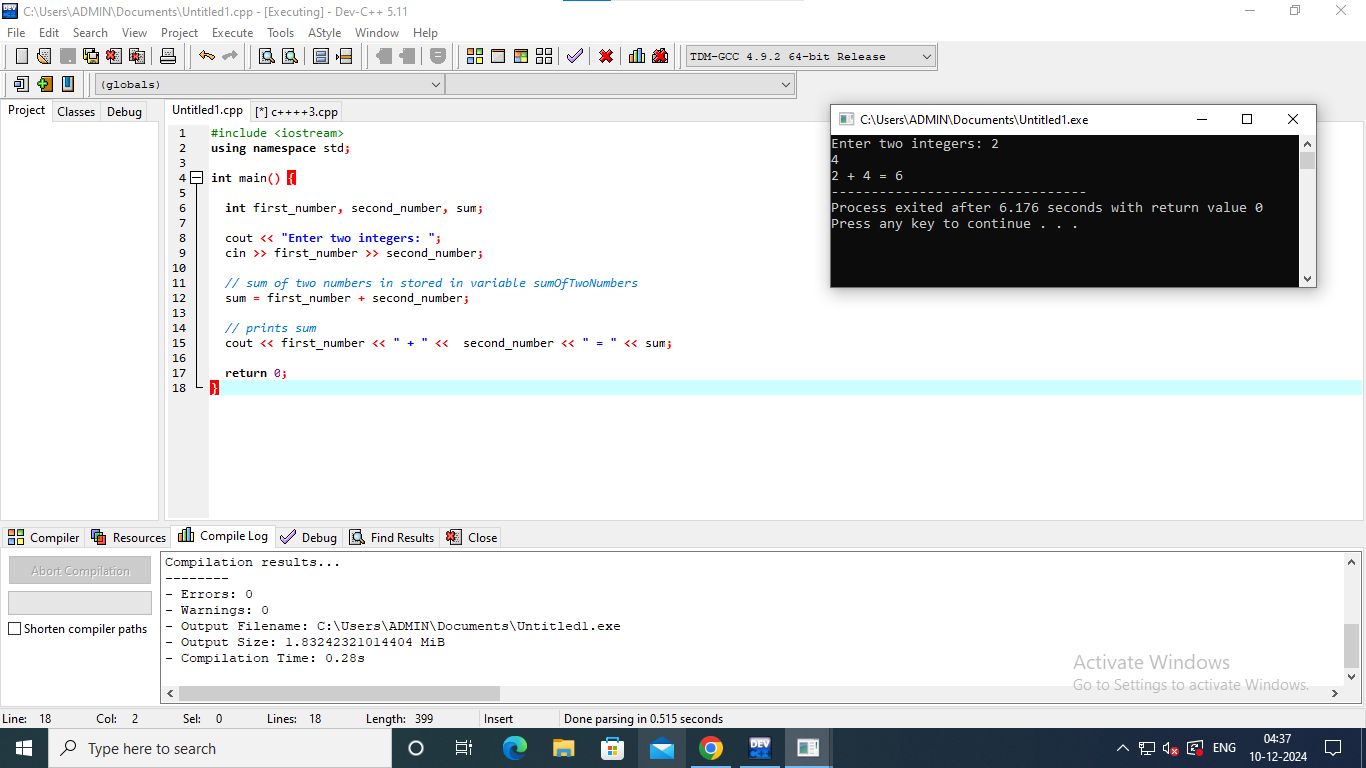 C:\Users\ADMIN\Documents\Untitled1.cpp - [Executing] - Dev-C++ 5.11
File Edit Search View Project Execute Tools AStyle Window Help
TDM-GCC 4.9.2 64-bit Release
(globals)
Project Classes Debug
Untitled1.cpp [*] c++++3.cpp
1 #include <iostream>
2 using namespace std;
3
4 int main() {
5
6 int first_number, second_number, sum;
7
8 cout << "Enter two integers: ";
9 cin >> first_number >> second_number;
10
11 // sum of two numbers in stored in variable sumOfTwoNumbers
12 sum = first_number + second_number;
13
14 // prints sum
15 cout << first_number << " + " <<  second_number << " = " << sum;
16
17 return 0;
18 }
C:\Users\ADMIN\Documents\Untitled1.exe
Enter two integers: 2
4
2 + 4 = 6
--------------------------------
Process exited after 6.176 seconds with return value 0
Press any key to continue . . .
Compiler Resources Compile Log Debug Find Results Close
Abort Compilation
Shorten compiler paths
Compilation results...
--------
- Errors: 0
- Warnings: 0
- Output Filename: C:\Users\ADMIN\Documents\Untitled1.exe
- Output Size: 1.83242321014404 MiB
- Compilation Time: 0.28s
Activate Windows
Go to Settings to activate Windows.
Line: 18 Col: 2 Sel: 0 Lines: 18 Length: 399 Insert Done parsing in 0.515 seconds
Type here to search
DEV
ENG
04:37
10-12-2024